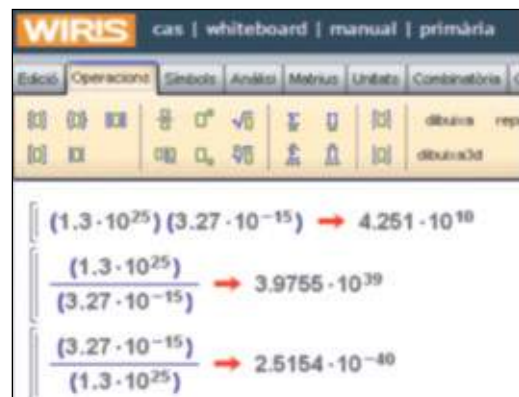 WIRIS cas | whiteboard | manual | primària
Edició Operacions Símbols Anàlisi Matrius Unitats Combinatòria
dibuixa
dibuixa3d
(1.3·10²⁵)(3.27·10⁻¹⁵) → 4.251·10¹⁰
(1.3·10²⁵)
(3.27·10⁻¹⁵) → 3.9755·10³⁹
(3.27·10⁻¹⁵)
(1.3·10²⁵) → 2.5154·10⁻⁴⁰